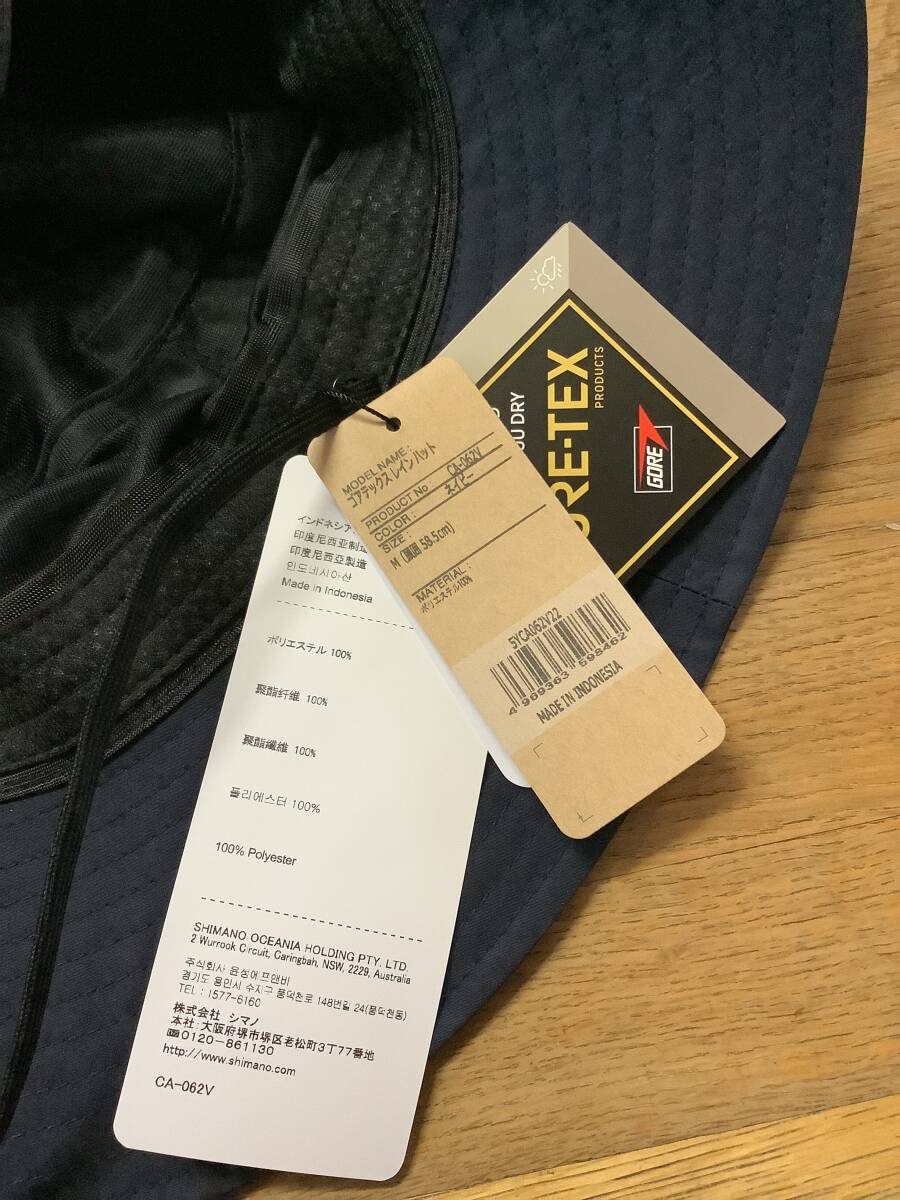 MODEL NAME:
ゴアテックス レイン ハット
PRODUCT No: CA-062V
COLOR: ネイビー
SIZE:
M (頭囲 58.5cm)
MATERIAL:
ポリエステル100%
5YCA062V22
4 969363 598462
MADE IN INDONESIA
OU DRY
RE-TEX
PRODUCTS
GORE
インドネシア
印度尼西亚制造
印度尼西亞製造
인도네시아산
Made in Indonesia
ポリエステル 100%
聚酯纤维 100%
聚酯纖維 100%
폴리에스터 100%
100% Polyester
SHIMANO OCEANIA HOLDING PTY. LTD.
2 Wurrook Circuit, Caringbah, NSW, 2229, Australia
주식회사 윤성에프앤비
경기도 용인시 수지구 풍덕천로 148번길 24(풍덕천동)
TEL : 1577-6160
株式会社 シマノ
本社:大阪府堺市堺区老松町3丁77番地
0120-861130
http://www.shimano.com
CA-062V